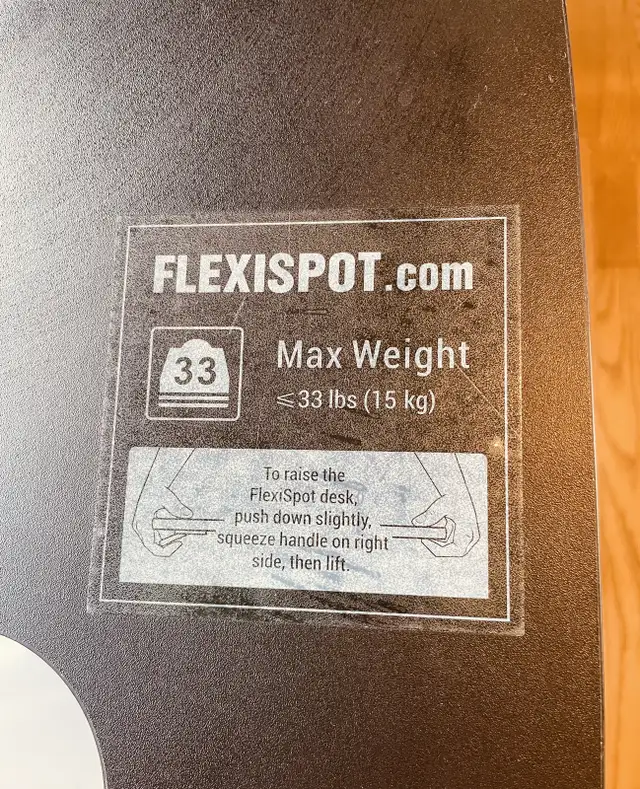 FLEXISPOT.com
33
Max Weight
≤33 lbs (15 kg)
To raise the
FlexiSpot desk,
push down slightly,
squeeze handle on right
side, then lift.